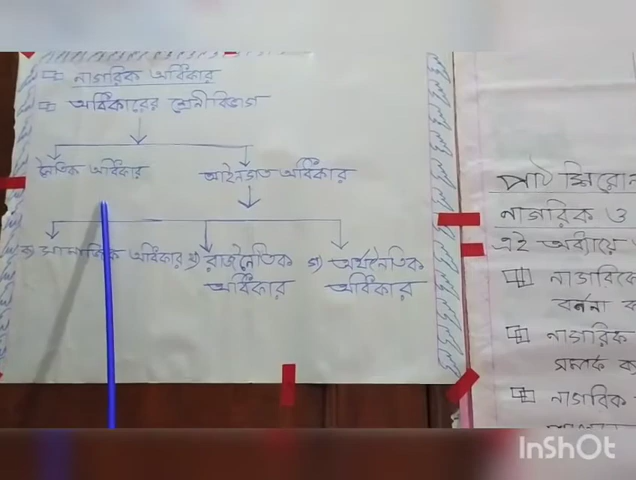 নাগরিক অধিকার
অধিকারের শ্রেনীবিভাগ
নৈতিক অধিকার
আইনগত অধিকার
ক) সামাজিক অধিকার
খ) রাজনৈতিক
অধিকার
গ) অর্থনৈতিক
অধিকার
পাঠ শিরোন
নাগরিক ও
এই অধ্যায়ে
নাগরিকে
বর্ননা ক
নাগরিক
সম্পর্ক ক
নাগরিক
InShOt